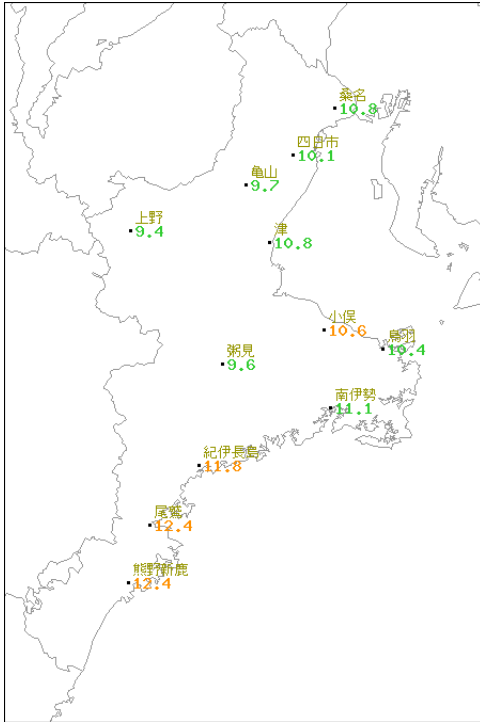 桑名
10.8
四日市
10.1
亀山
9.7
上野
9.4
津
10.8
小俣
10.6
鳥羽
10.4
粥見
9.6
南伊勢
11.1
紀伊長島
11.8
尾鷲
12.4
熊野新鹿
12.4